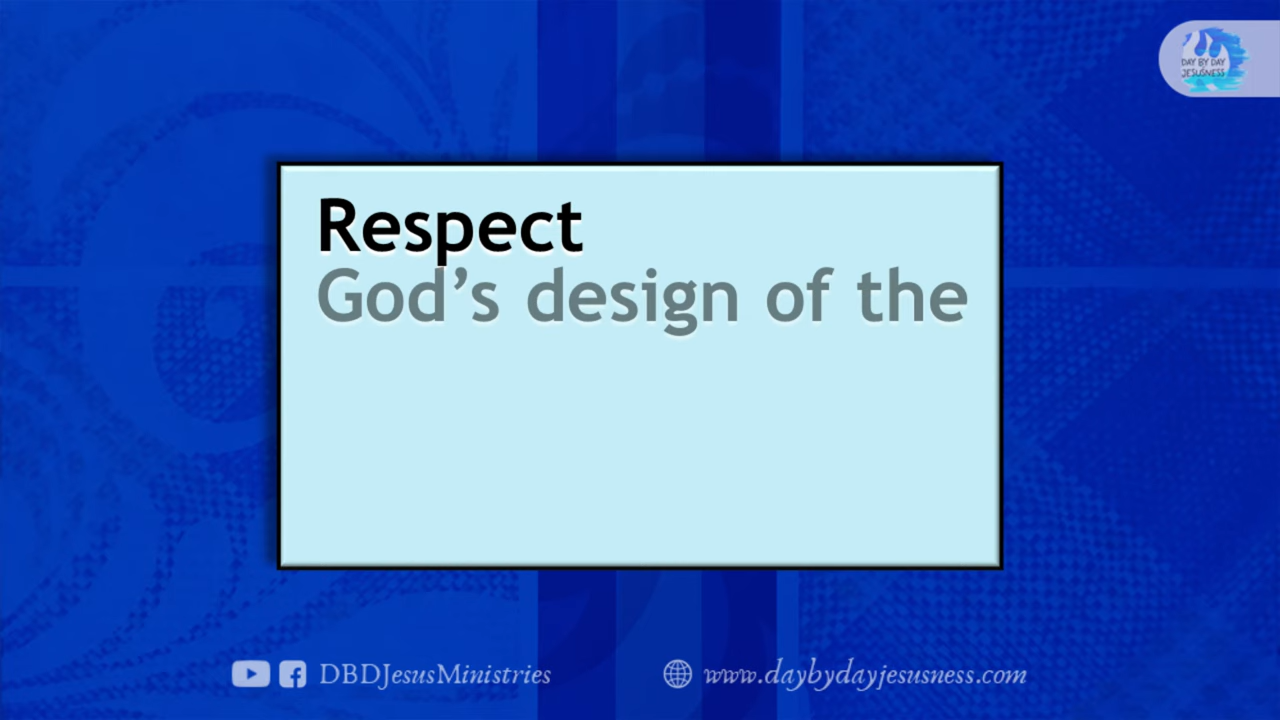 DAY BY DAY
JESUSNESS
Respect
God’s design of the
DBDJesusMinistries
www.daybydayjesusness.com